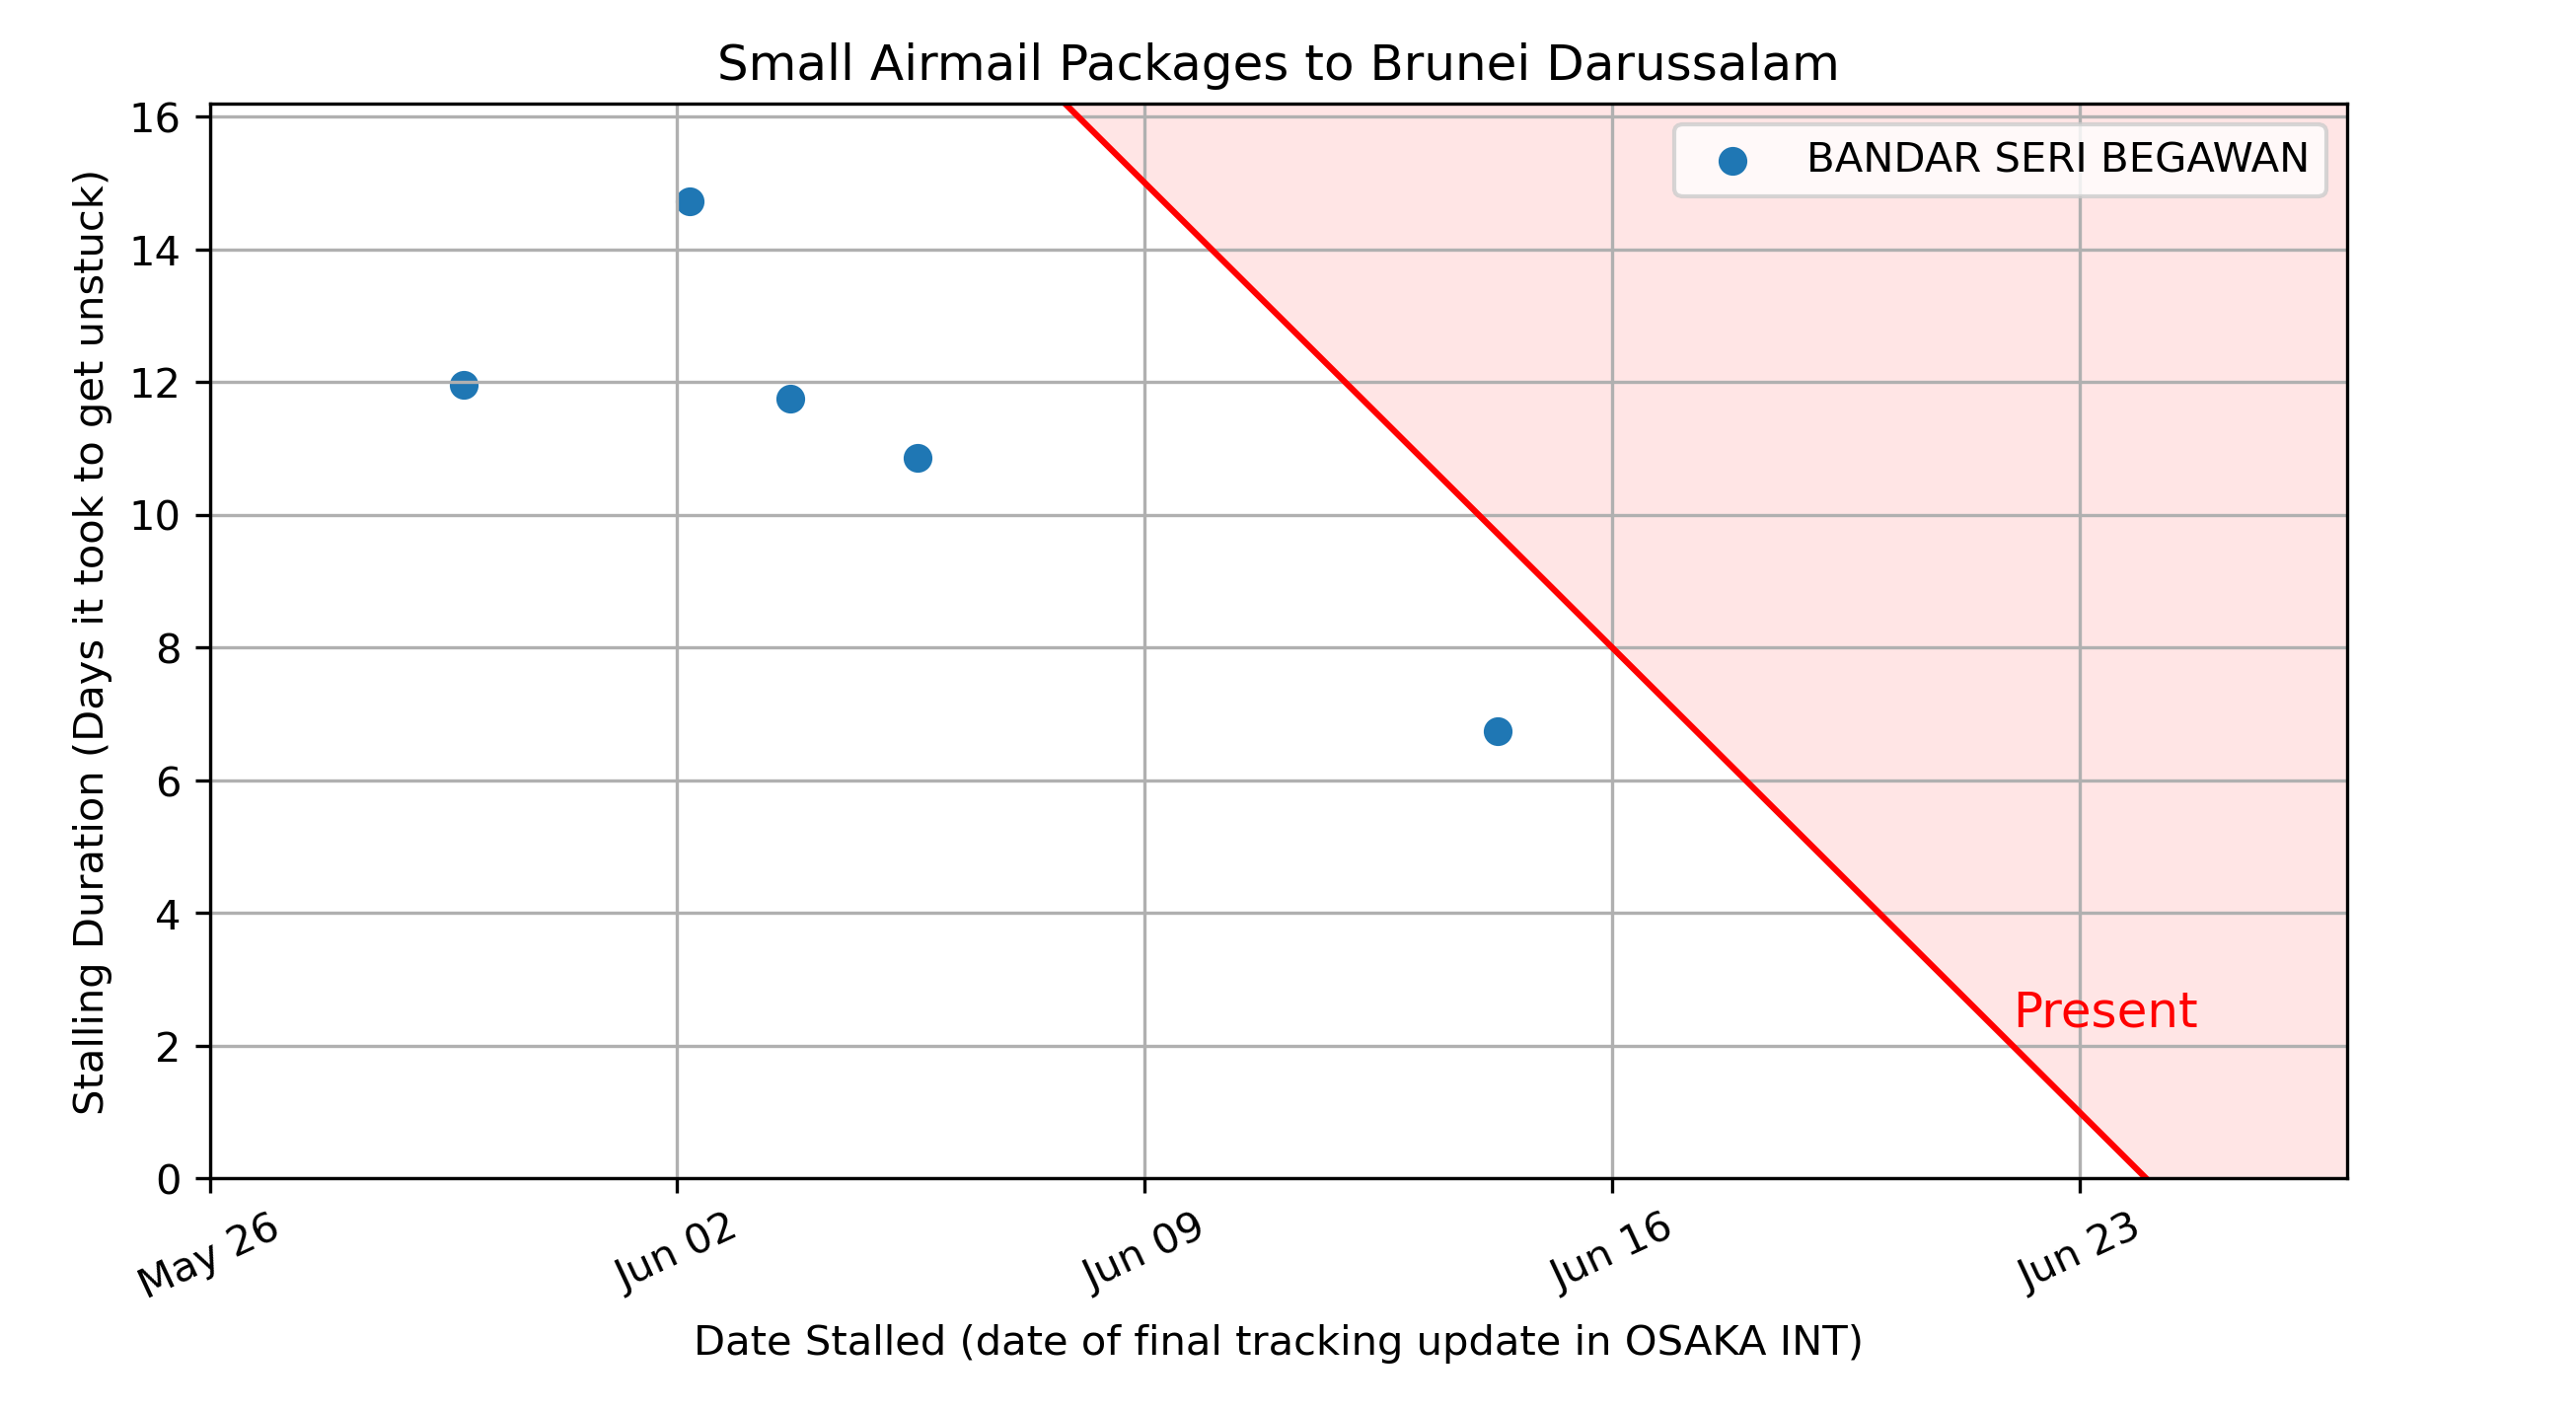 Small Airmail Packages to Brunei Darussalam
Stalling Duration (Days it took to get unstuck)
16
14
12
10
8
6
4
2
0
BANDAR SERI BEGAWAN
Present
May 26
Jun 02
Jun 09
Jun 16
Jun 23
Date Stalled (date of final tracking update in OSAKA INT)